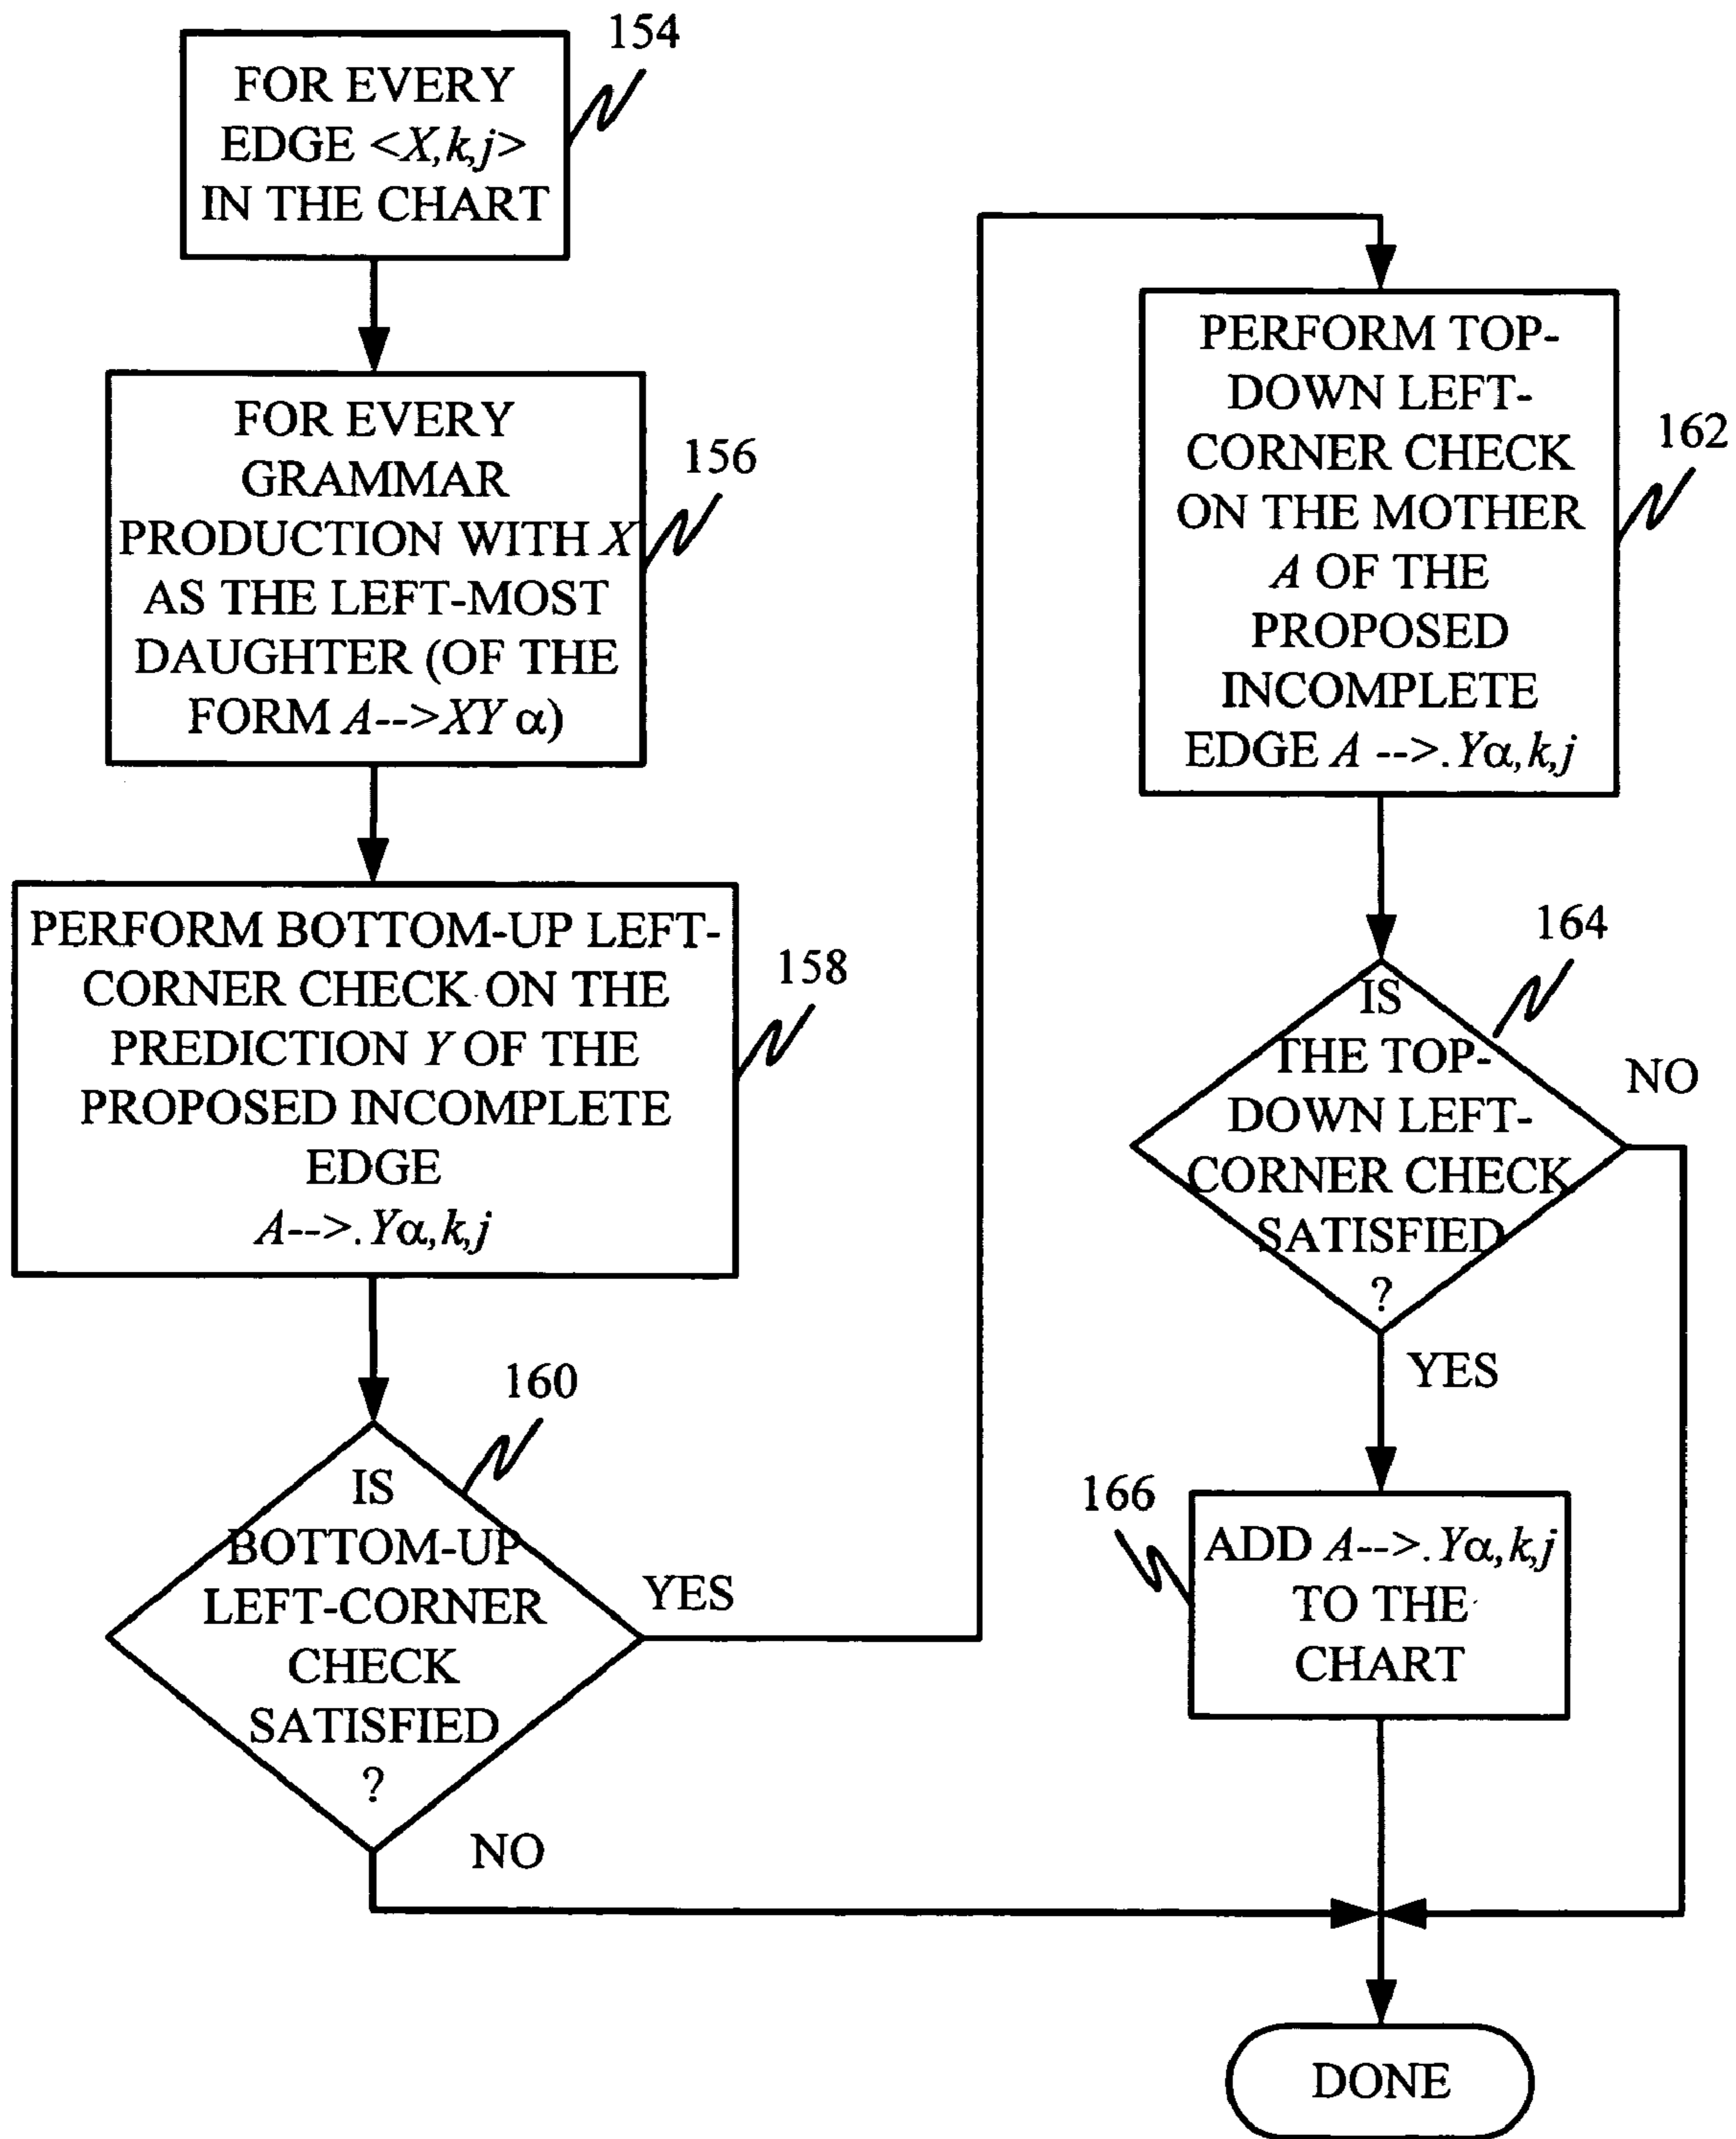 154
FOR EVERY
EDGE <X,k,j>
IN THE CHART
156
FOR EVERY
GRAMMAR
PRODUCTION WITH X
AS THE LEFT-MOST
DAUGHTER (OF THE
FORM A-->XY α)
158
PERFORM BOTTOM-UP LEFT-
CORNER CHECK ON THE
PREDICTION Y OF THE
PROPOSED INCOMPLETE
EDGE
A-->.Yα,k,j
160
IS
BOTTOM-UP
LEFT-CORNER
CHECK
SATISFIED
?
YES
NO
162
PERFORM TOP-
DOWN LEFT-
CORNER CHECK
ON THE MOTHER
A OF THE
PROPOSED
INCOMPLETE
EDGE A -->.Yα,k,j
164
IS
THE TOP-
DOWN LEFT-
CORNER CHECK
SATISFIED
?
NO
YES
166
ADD A-->.Yα,k,j
TO THE
CHART
DONE